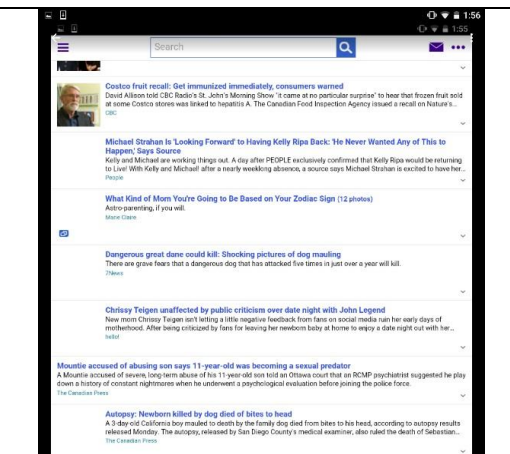 1:56
1:55
Search
Costco fruit recall: Get immunized immediately, consumers warned
David Allison told CBC Radio's St. John's Morning Show "it came at no particular surprise" to hear that frozen fruit sold
at some Costco stores was linked to hepatitis A. The Canadian Food Inspection Agency issued a recall on Nature's...
CBC
Michael Strahan Is 'Looking Forward' to Having Kelly Ripa Back: 'He Never Wanted Any of This to
Happen,' Says Source
Kelly and Michael are working things out. A day after PEOPLE exclusively confirmed that Kelly Ripa would be returning
to Live! With Kelly and Michael! after a nearly weeklong absence, a source says Michael Strahan is excited to have her...
People
What Kind of Mom You're Going to Be Based on Your Zodiac Sign (12 photos)
Astro-parenting, if you will.
Marie Claire
Dangerous great dane could kill: Shocking pictures of dog mauling
There are grave fears that a dangerous dog that has attacked five times in just over a year will kill.
7News
Chrissy Teigen unaffected by public criticism over date night with John Legend
New mom Chrissy Teigen isn't letting a little negative feedback from fans on social media ruin her early days of
motherhood. After being criticized by fans for leaving her newborn baby at home to enjoy a date night out with her...
hello!
Mountie accused of abusing son says 11-year-old was becoming a sexual predator
A Mountie accused of severe, long-term abuse of his 11-year-old son told an Ottawa court that an RCMP psychiatrist suggested he play
down a history of constant nightmares when he underwent a psychological evaluation before joining the police force.
The Canadian Press
Autopsy: Newborn killed by dog died of bites to head
A 3-day-old California boy mauled to death by the family dog died from bites to his head, according to autopsy results
released Monday. The autopsy, released by San Diego County's medical examiner, also ruled the death of Sebastian...
The Canadian Press